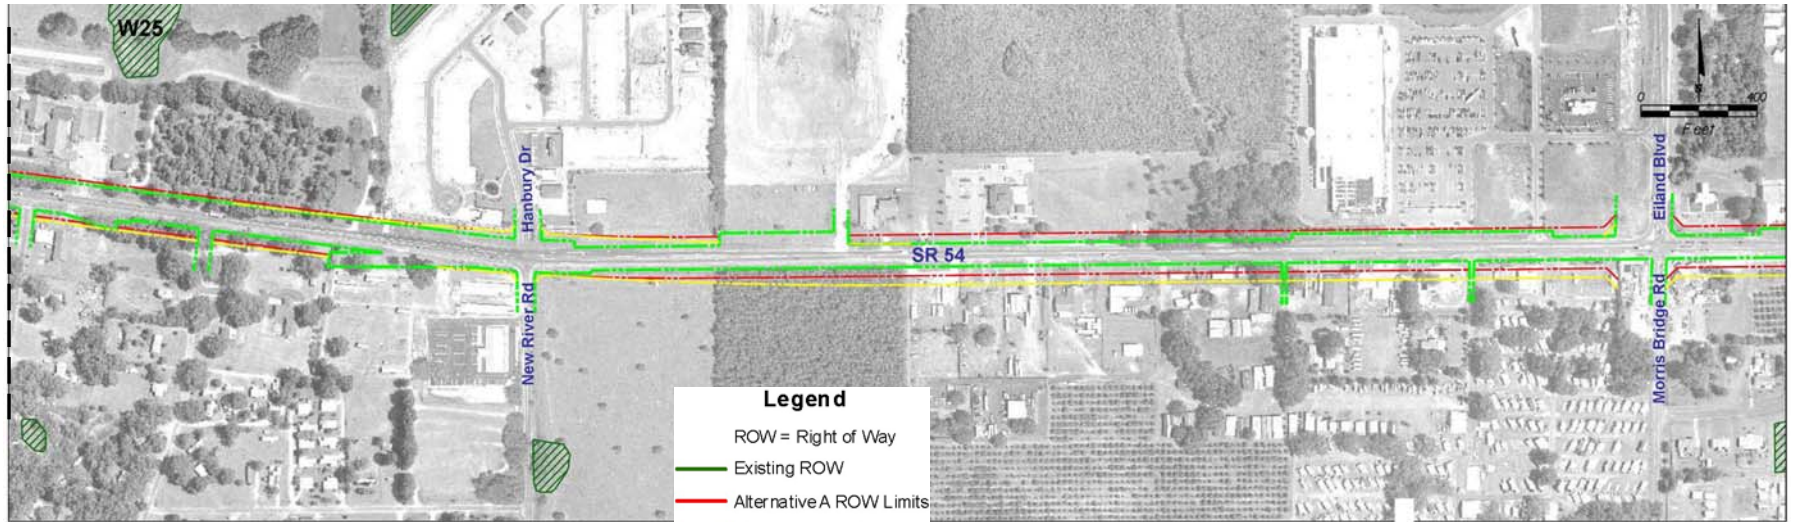 W25
Hanbury Dr
Eiland Blvd
0
400
Feet
SR 54
New River Rd
Morris Bridge Rd
Legend
ROW = Right of Way
Existing ROW
Alternative A ROW Limits